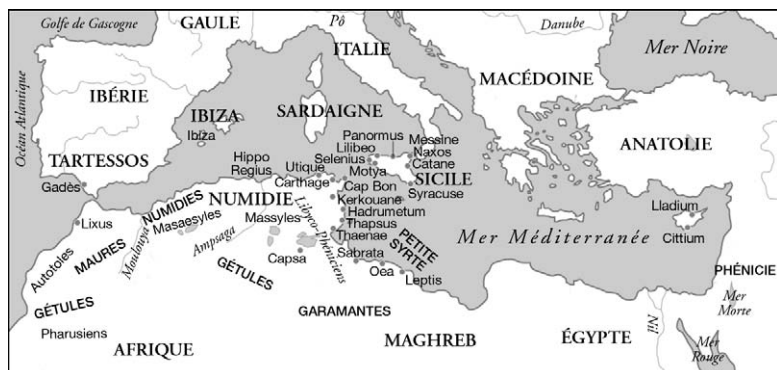 Golfe de Gascogne
GAULE
Pô
Danube
ITALIE
Mer Noire
MACÉDOINE
Océan Atlantique
IBÉRIE
IBIZA
Ibiza
SARDAIGNE
ANATOLIE
Panormus
Messine
Lilibeo
Naxos
Selenius
Catane
TARTESSOS
Hippo
Regius
Utique
Motya
SICILE
Carthage
Cap Bon
Syracuse
Gadès
NUMIDIES
NUMIDIE
Kerkouane
Lladium
Lixus
Masaesyles
Massyles
Libyco-Phéniciens
Hadrumetum
Thapsus
PETITE
SYRTE
Mer Méditerranée
Cittium
MAURES
Moulouya
Ampsaga
Thaenae
Autotoles
Capsa
Sabrata
Oea
Leptis
PHÉNICIE
GÉTULES
GÉTULES
Mer
Morte
Pharusiens
GARAMANTES
Nil
AFRIQUE
MAGHREB
ÉGYPTE
Mer
Rouge